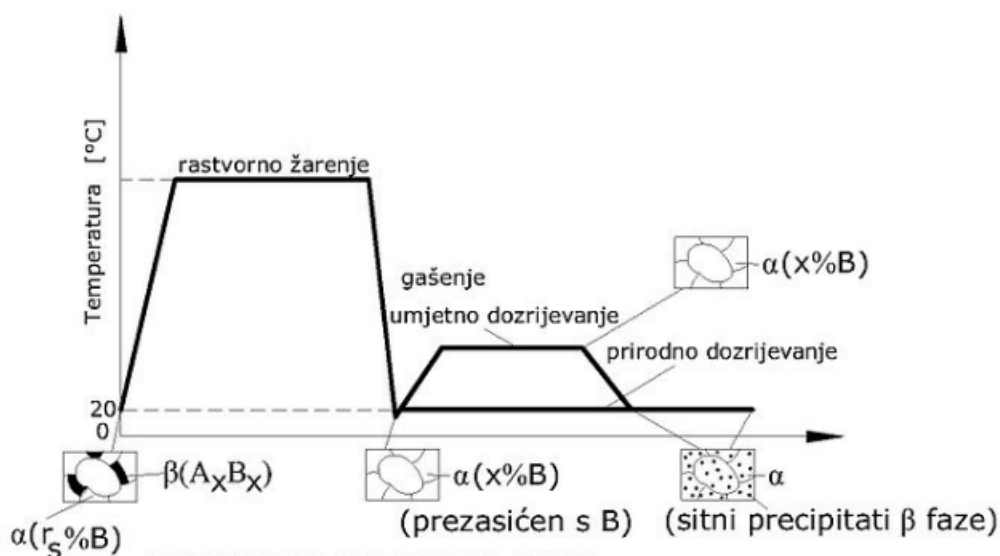 Temperatura [°C]
rastvorno žarenje
gašenje
umjetno dozrijevanje
α(x%B)
prirodno dozrijevanje
20
0
β(AₓBₓ)
α(rₛ%B)
α(x%B)
(prezasićen s B)
α
(sitni precipitati β faze)